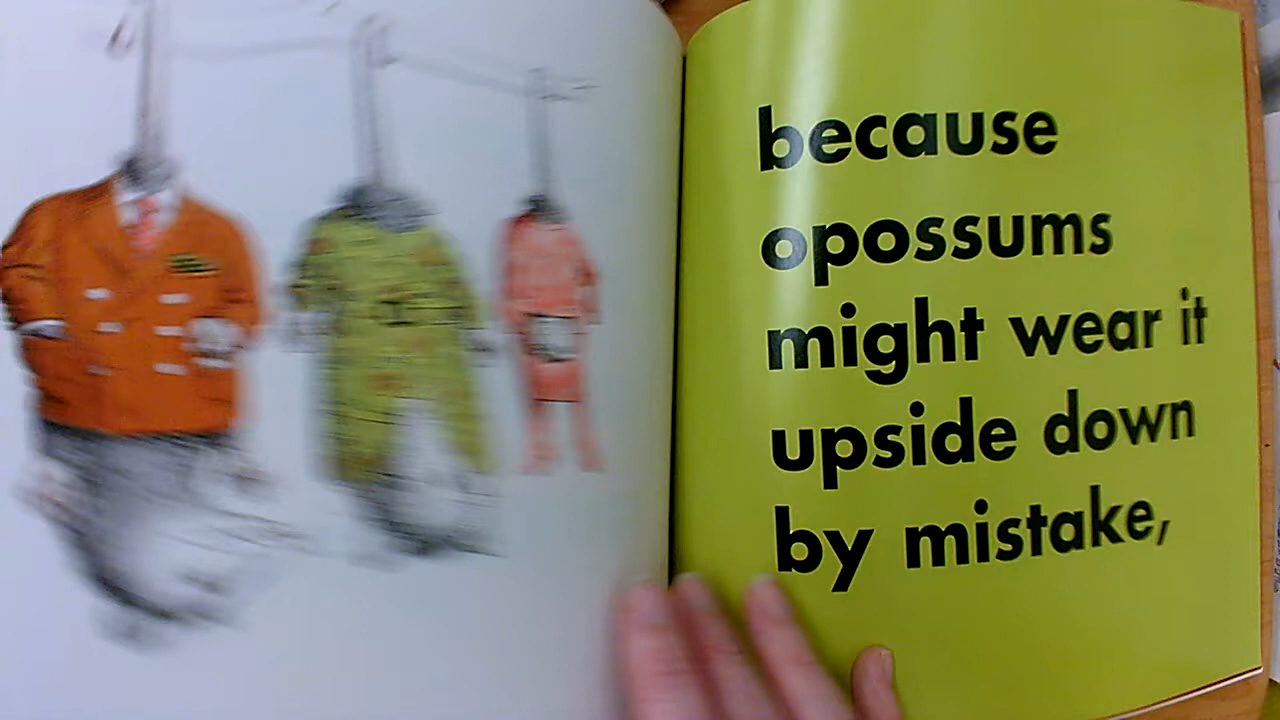 because
opossums
might wear it
upside down
by mistake,